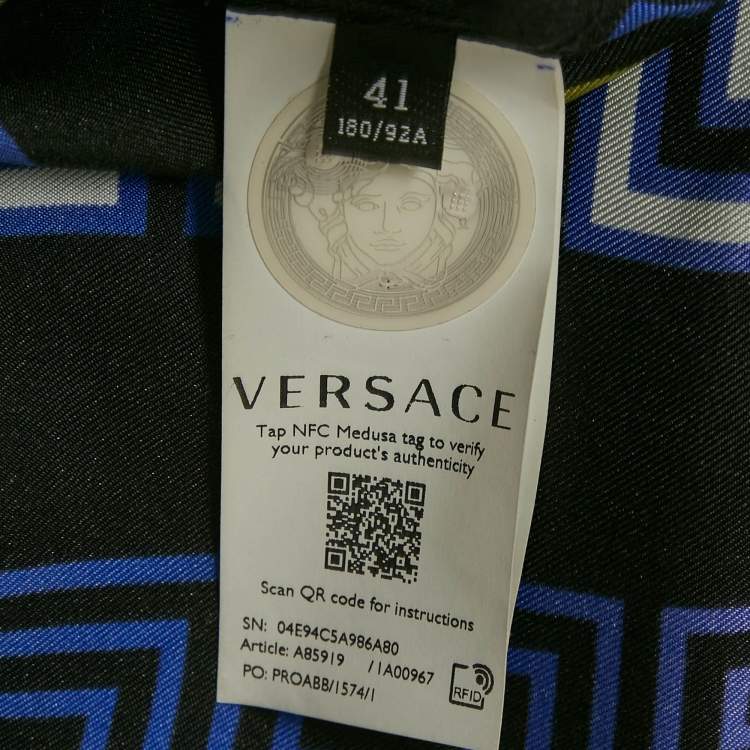 41
180/92A
VERSACE
Tap NFC Medusa tag to verify
your product's authenticity
Scan QR code for instructions
SN: 04E94C5A986A80
Article: A85919 /1A00967
PO: PROABB/1574/1
RFID